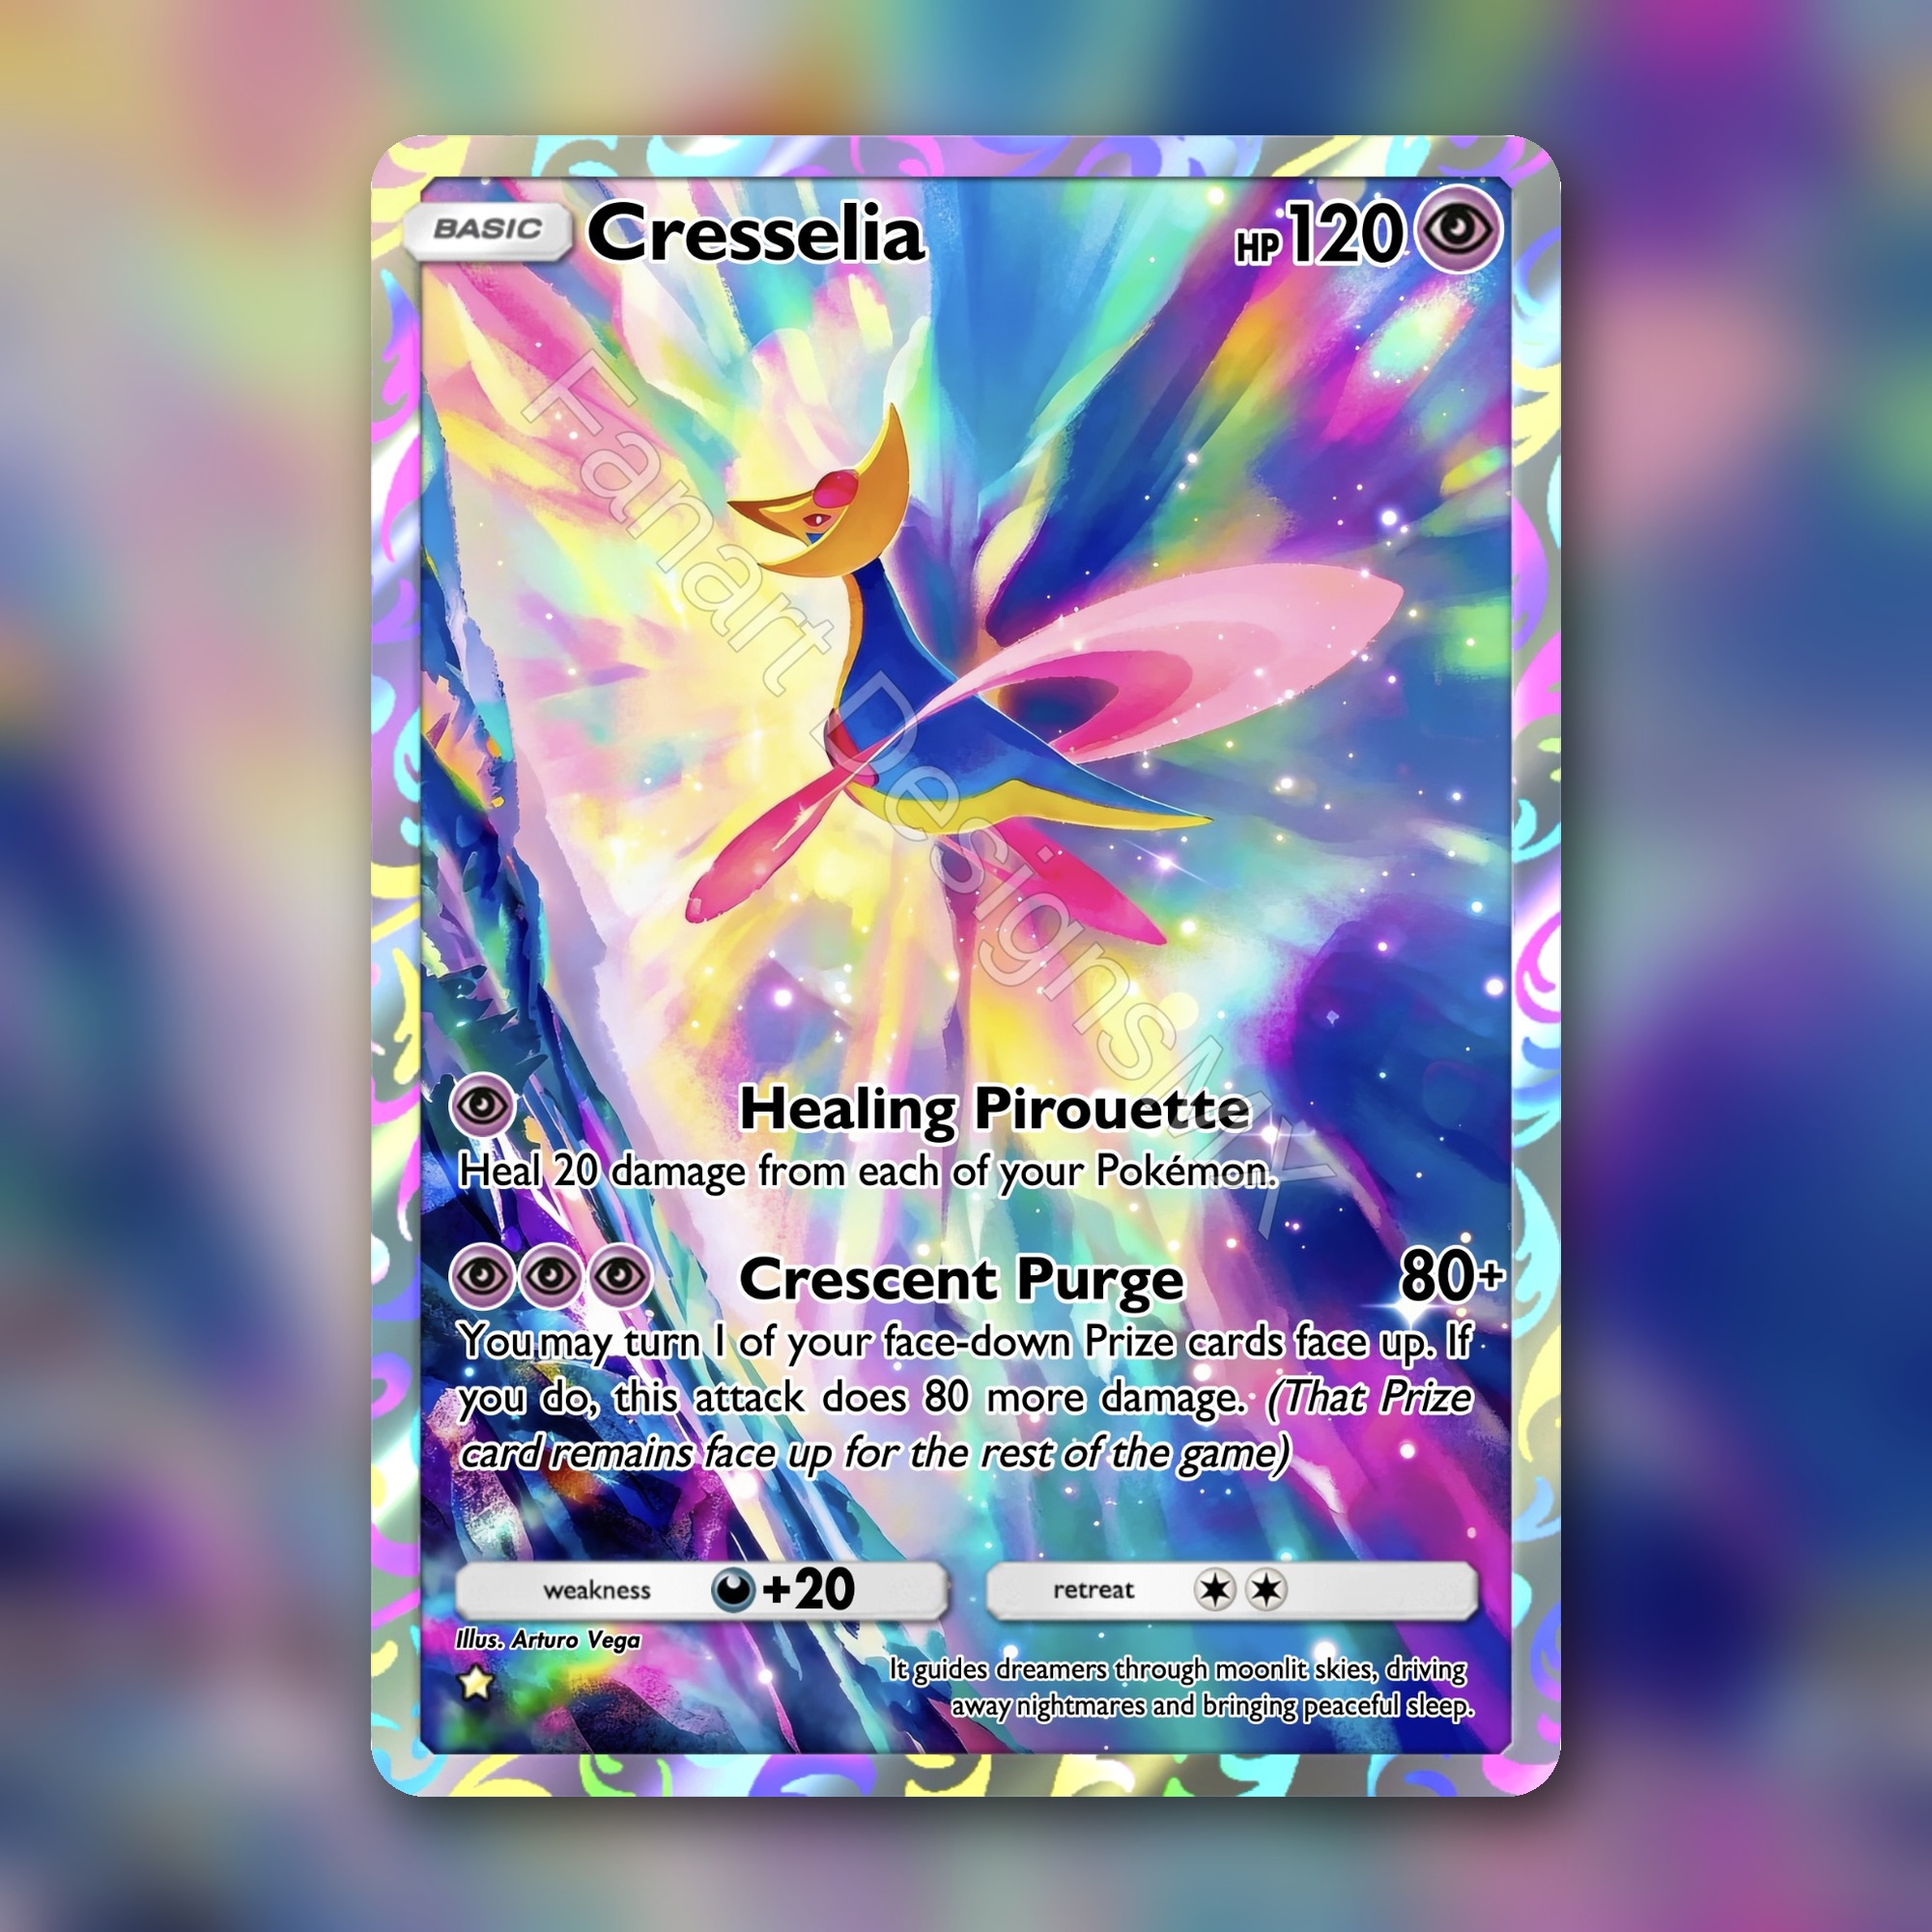 BASIC Cresselia HP 120
Fanart DesignsMX
Healing Pirouette
Heal 20 damage from each of your Pokémon.
Crescent Purge 80+
You may turn 1 of your face-down Prize cards face up. If
you do, this attack does 80 more damage. (That Prize
card remains face up for the rest of the game)
weakness +20 retreat
Illus. Arturo Vega
It guides dreamers through moonlit skies, driving
away nightmares and bringing peaceful sleep.